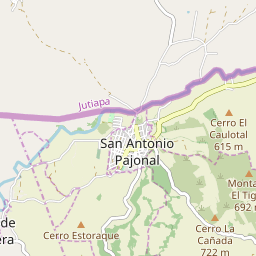 Jutiapa
Cerro El
Caulotal
615 m
San Antonio
Pajonal
Monta
El Tig
692 m
de
era
Cerro Estoraque
Cerro La
Cañada
722 m